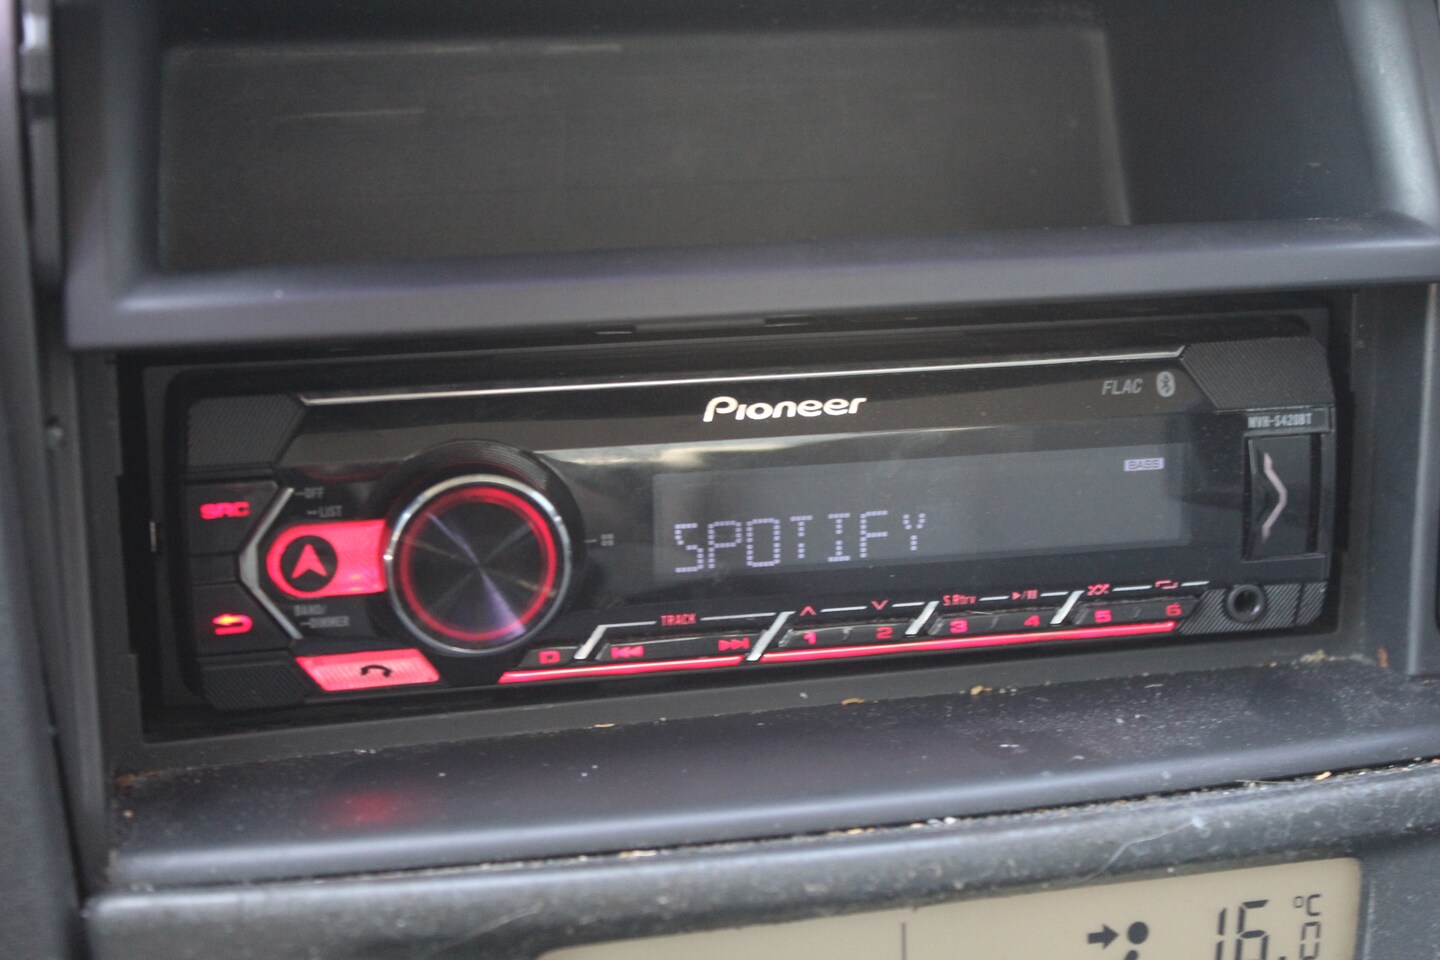 Pioneer
FLAC
MVH-S420BT
BASS
SRC
OFF
LIST
SPOTIFY
BAND/
DIMMER
TRACK
S.Rtrv
D
1
2
3
4
5
6
16.0 °C